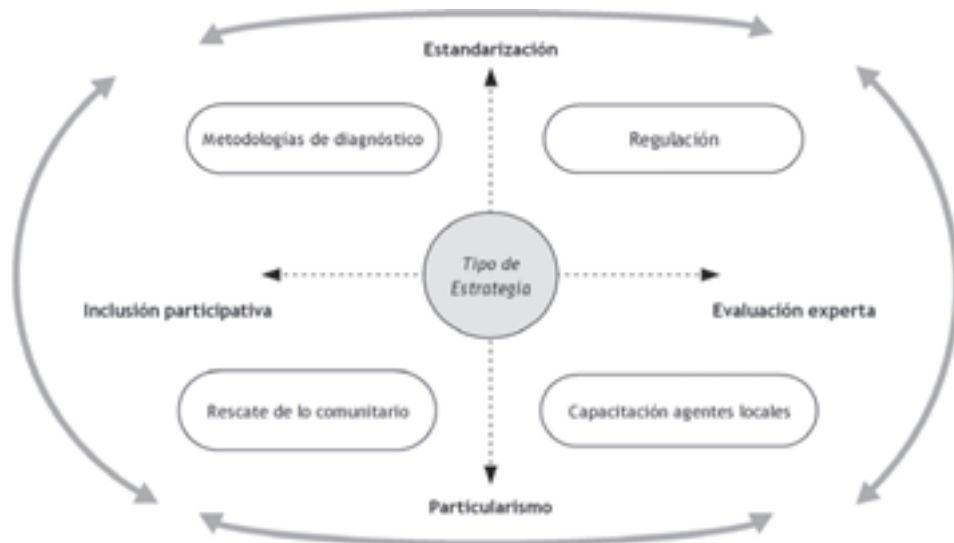 Estandarización
Metodologías de diagnóstico
Regulación
Tipo de
Estrategia
Inclusión participativa
Evaluación experta
Rescate de lo comunitario
Capacitación agentes locales
Particularismo